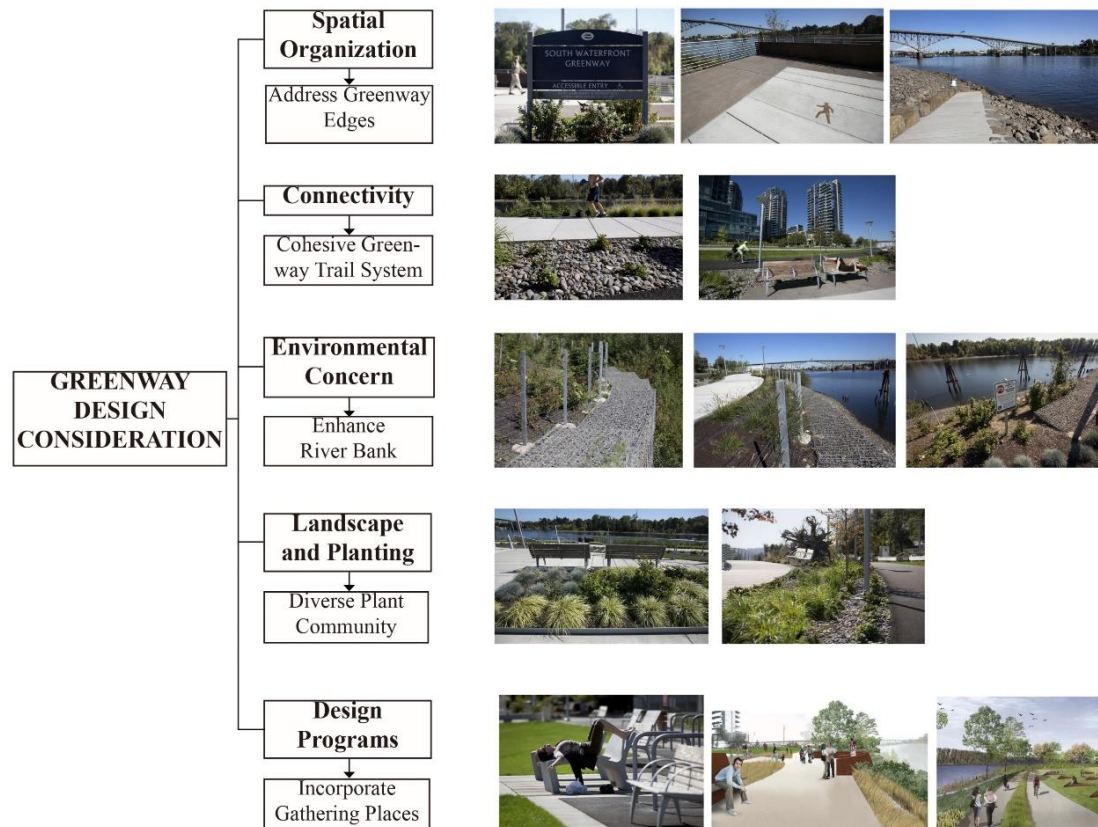 GREENWAY
DESIGN
CONSIDERATION
Spatial
Organization
Address Greenway
Edges
SOUTH WATERFRONT
GREENWAY
ACCESSIBLE ENTRY
Connectivity
Cohesive Green-
way Trail System
Environmental
Concern
Enhance
River Bank
Landscape
and Planting
Diverse Plant
Community
Design
Programs
Incorporate
Gathering Places